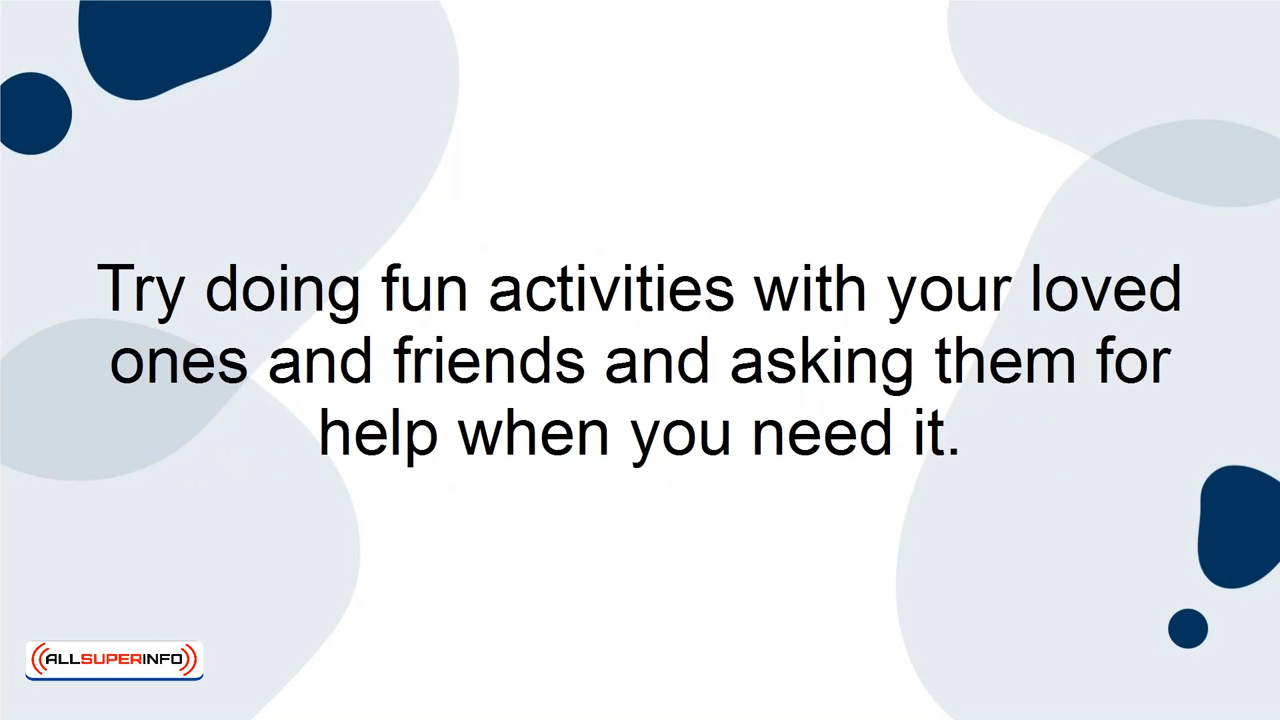 Try doing fun activities with your loved
ones and friends and asking them for
help when you need it.
ALLSUPERINFO